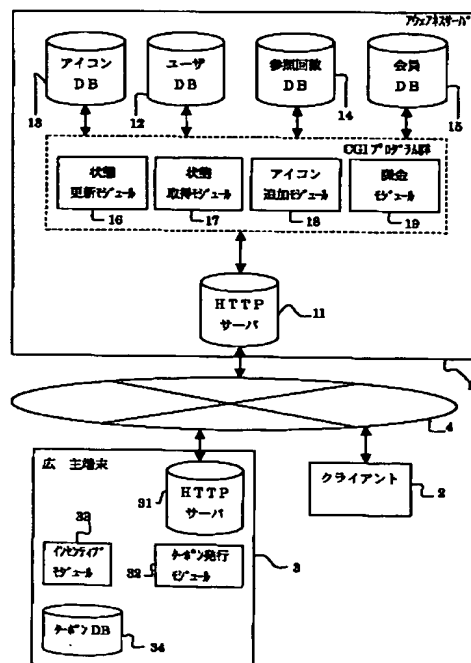 アウェアネスサーバ
アイコン
DB
13
ユーザ
DB
12
参照回数
DB
14
会員
DB
15
CGIプログラム群
状態
更新モジュール
16
状態
取得モジュール
17
アイコン
追加モジュール
18
課金
モジュール
19
HTTP
サーバ
11
1
4
広 主端末
31
HTTP
サーバ
33
インセンティブ
モジュール
32
クーポン発行
モジュール
3
クーポンDB
34
クライアント
2